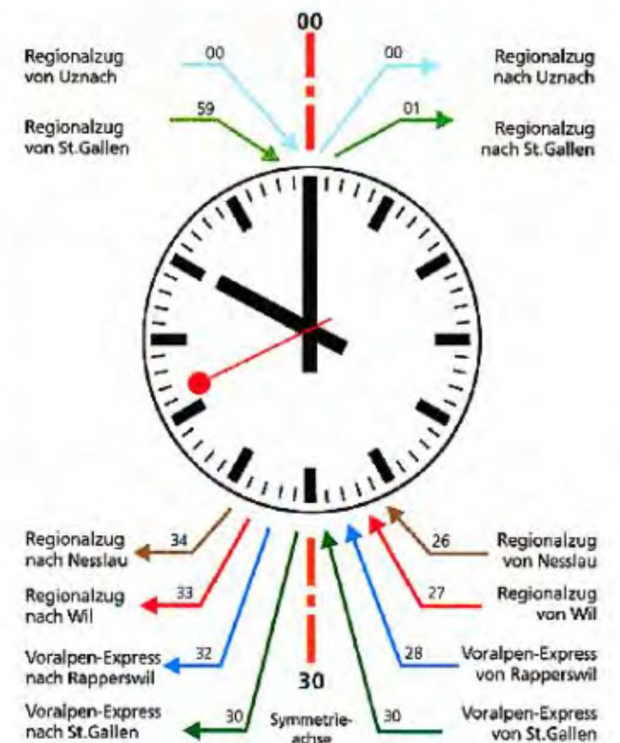 00
Regionalzug
von Uznach
00
00
Regionalzug
nach Uznach
Regionalzug
von St.Gallen
59
01
Regionalzug
nach St.Gallen
Regionalzug
nach Nesslau
34
26
Regionalzug
von Nesslau
Regionalzug
nach Wil
33
27
Regionalzug
von Wil
Voralpen-Express
nach Rapperswil
32
28
Voralpen-Express
von Rapperswil
30
Voralpen-Express
nach St.Gallen
30
Symmetrie-
achse
30
Voralpen-Express
von St.Gallen